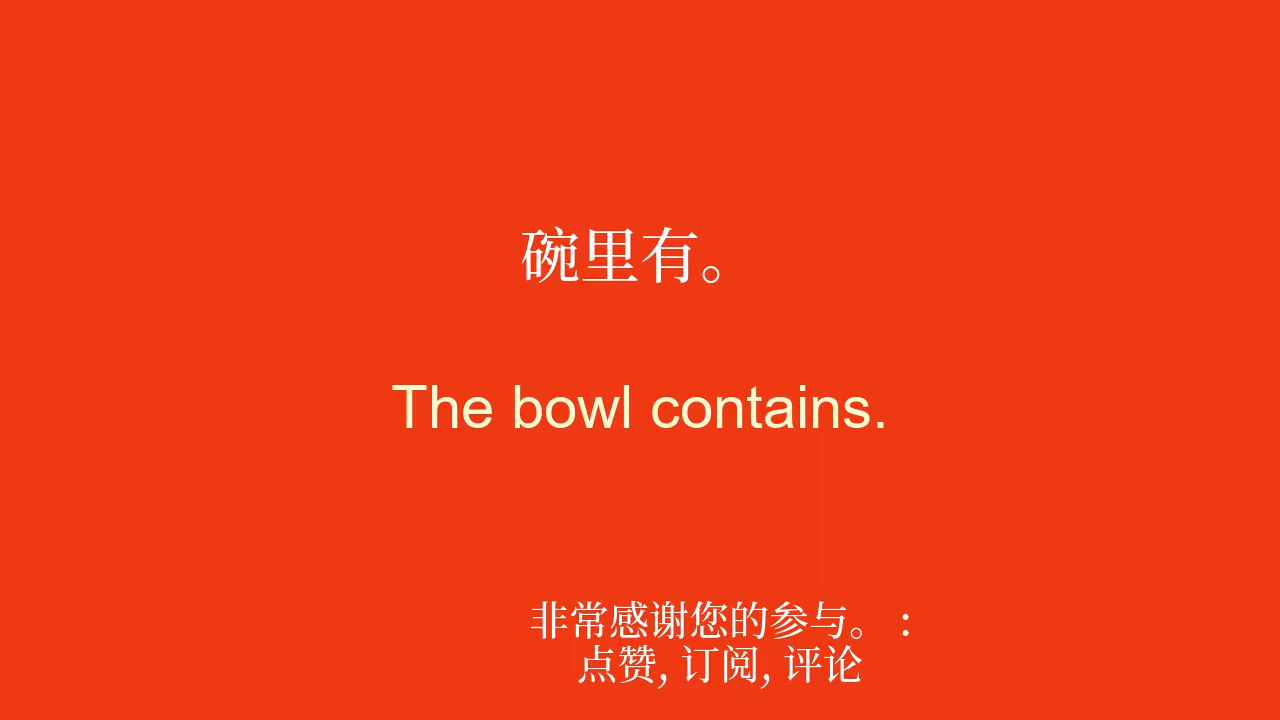 碗里有。
The bowl contains.
非常感谢您的参与。 :
点赞, 订阅, 评论